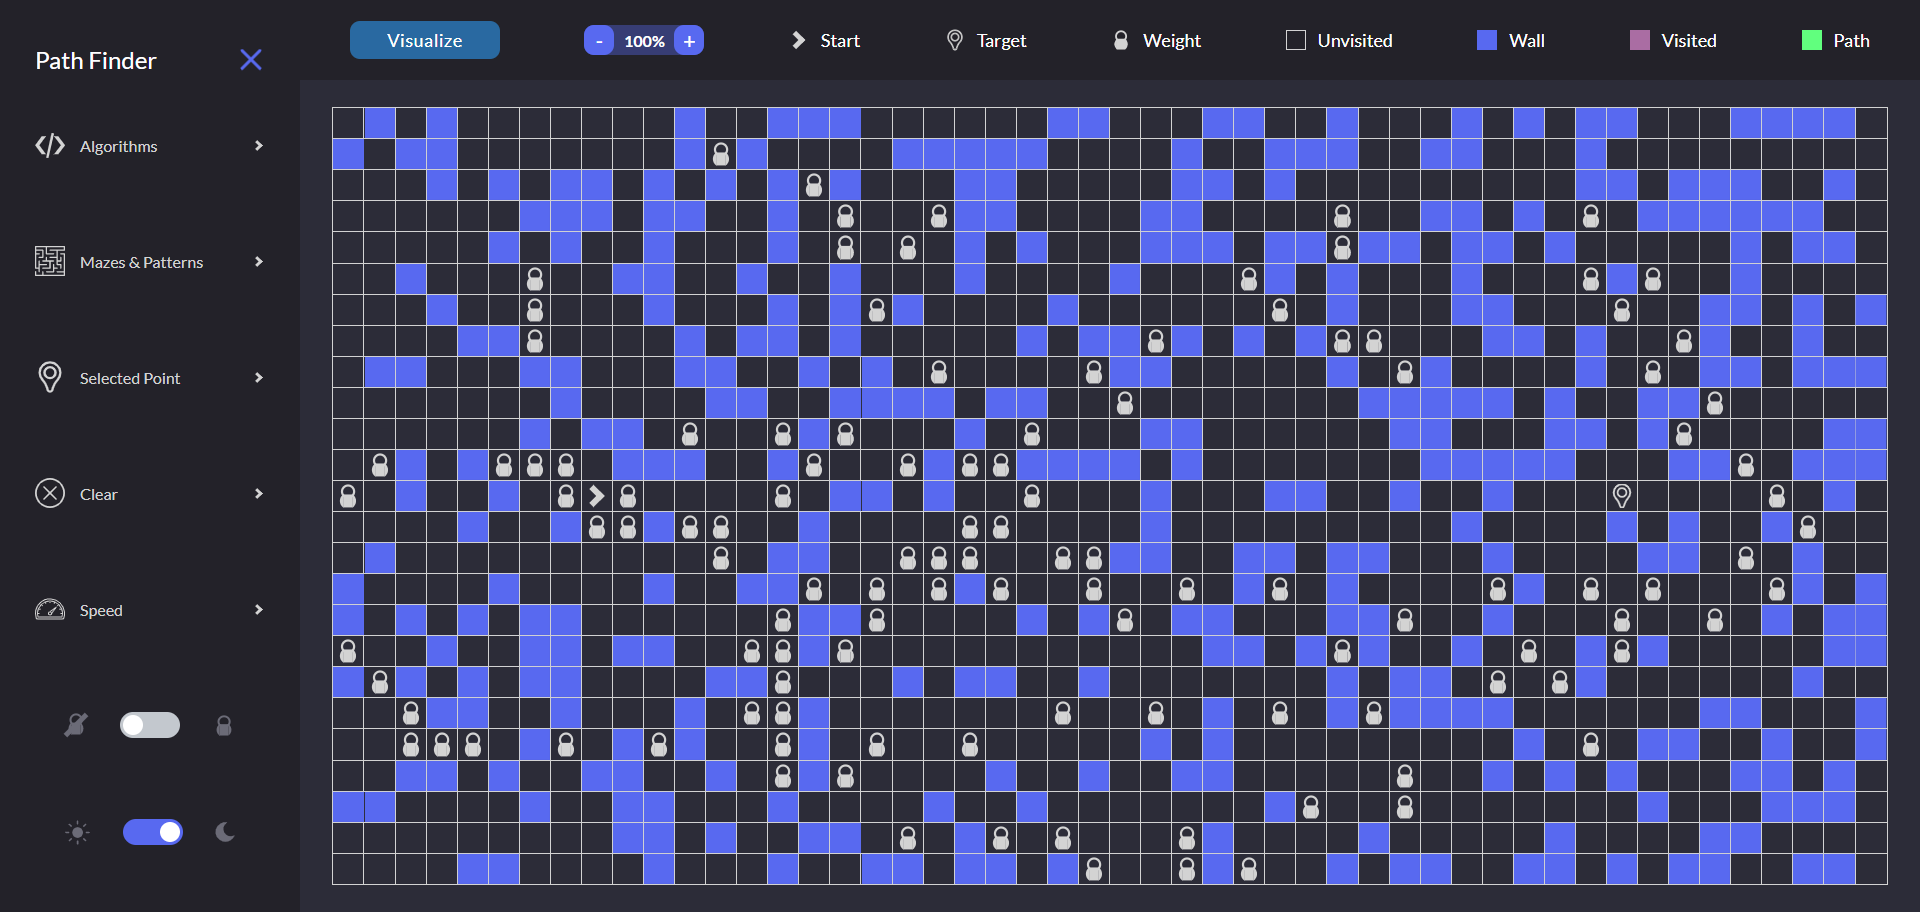 Path Finder
Visualize
- 100% +
Start
Target
Weight
Unvisited
Wall
Visited
Path
Algorithms
Mazes & Patterns
Selected Point
Clear
Speed